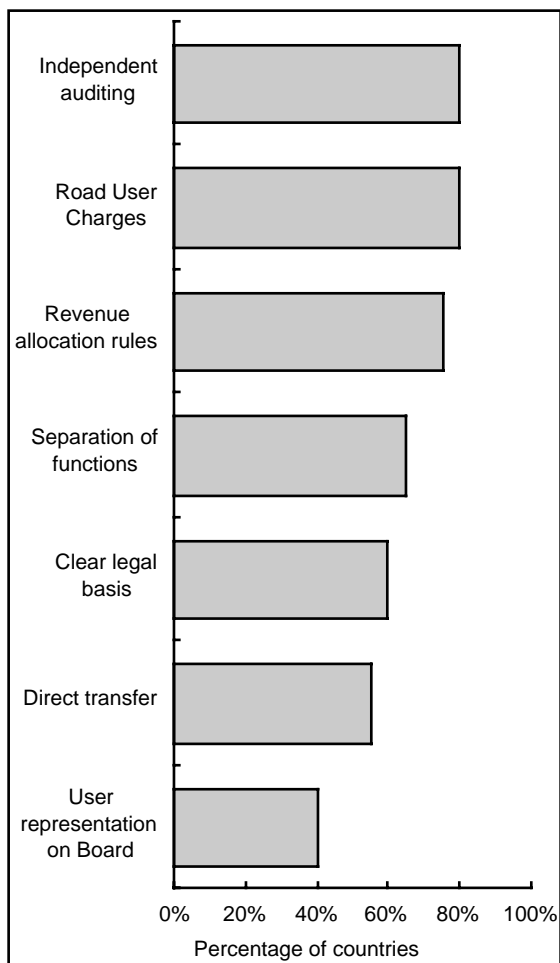 Independent
auditing
Road User
Charges
Revenue
allocation rules
Separation of
functions
Clear legal
basis
Direct transfer
User
representation
on Board
0% 20% 40% 60% 80% 100%
Percentage of countries